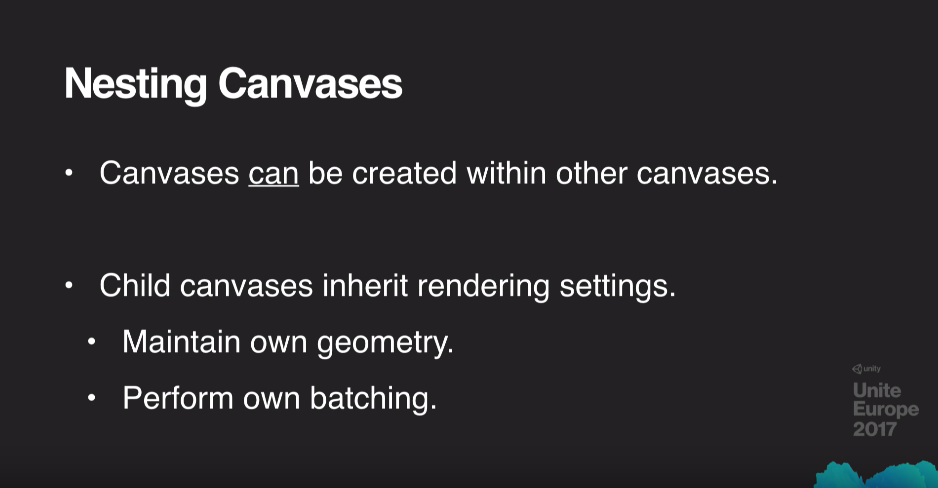 Nesting Canvases
• Canvases can be created within other canvases.
• Child canvases inherit rendering settings.
• Maintain own geometry.
• Perform own batching.
unity
Unite
Europe
2017